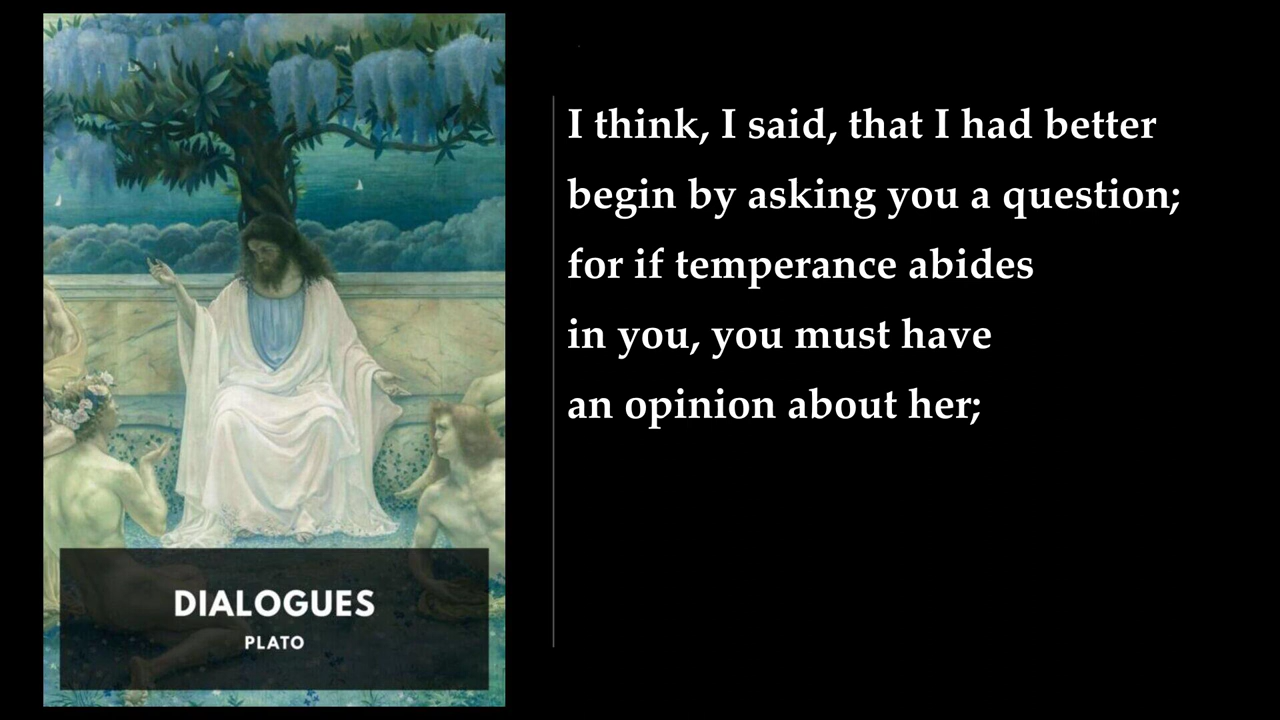 I think, I said, that I had better
begin by asking you a question;
for if temperance abides
in you, you must have
an opinion about her;
DIALOGUES
PLATO